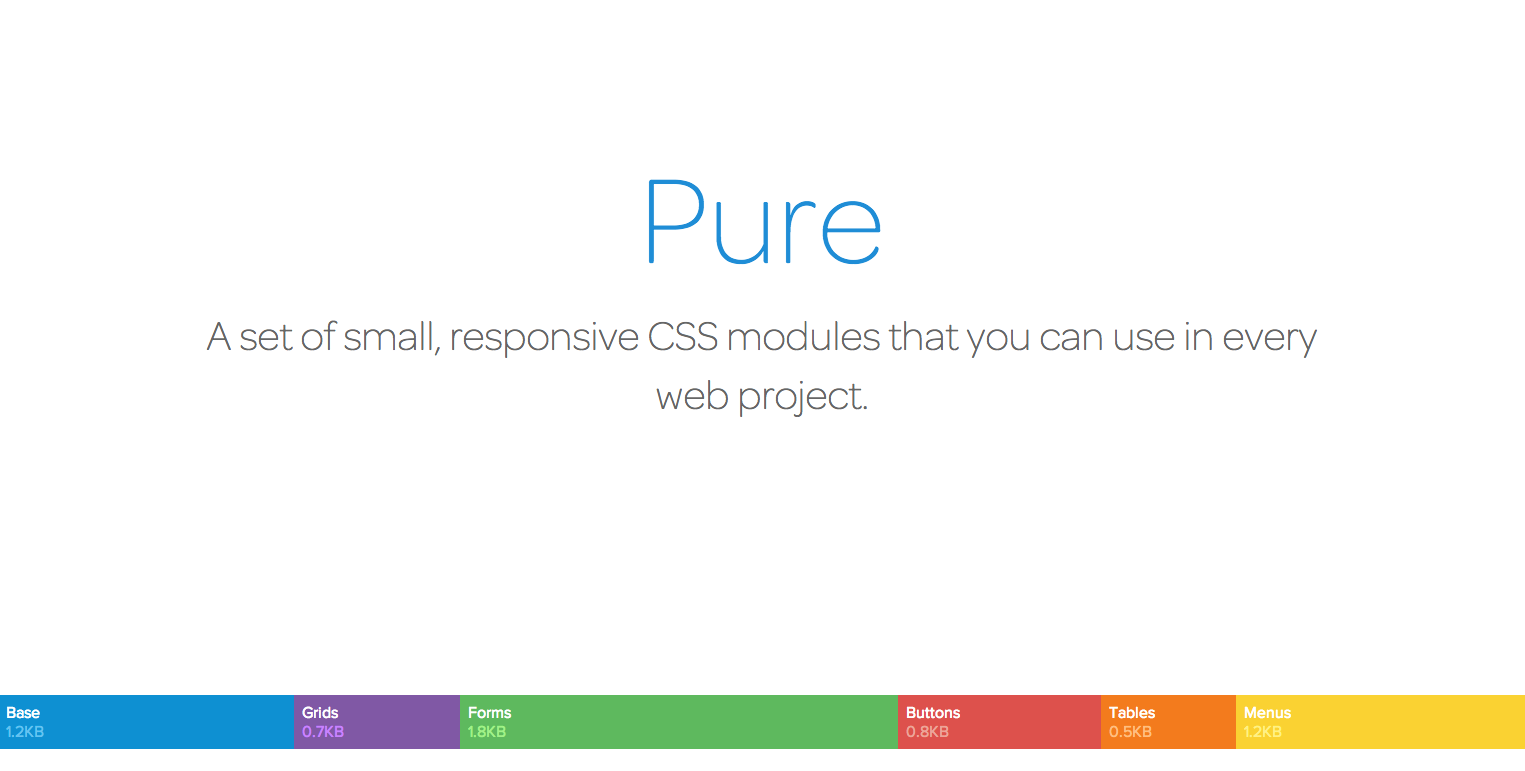 Pure
A set of small, responsive CSS modules that you can use in every
web project.
Base
1.2KB
Grids
0.7KB
Forms
1.8KB
Buttons
0.8KB
Tables
0.5KB
Menus
1.2KB